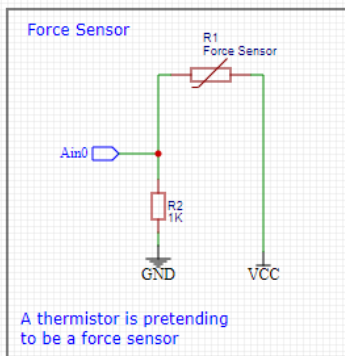 Force Sensor
R1
Force Sensor
Ain0
R2
1K
GND
VCC
A thermistor is pretending
to be a force sensor